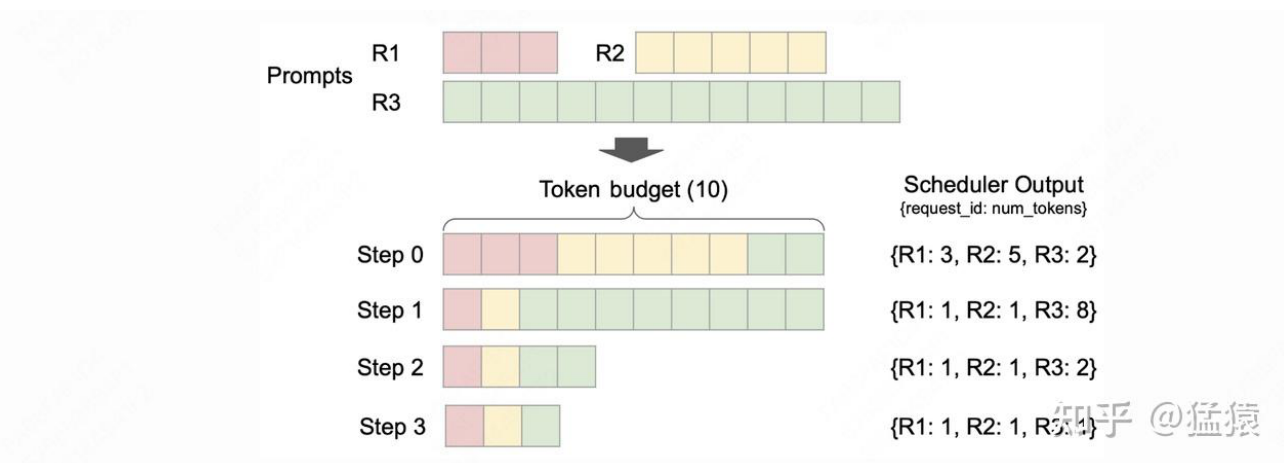 R1
R2
Prompts
R3
Token budget (10)
Scheduler Output
{request_id: num_tokens}
Step 0
{R1: 3, R2: 5, R3: 2}
Step 1
{R1: 1, R2: 1, R3: 8}
Step 2
{R1: 1, R2: 1, R3: 2}
Step 3
{R1: 1, R2: 1, R3: 1}
知乎 @猛猿